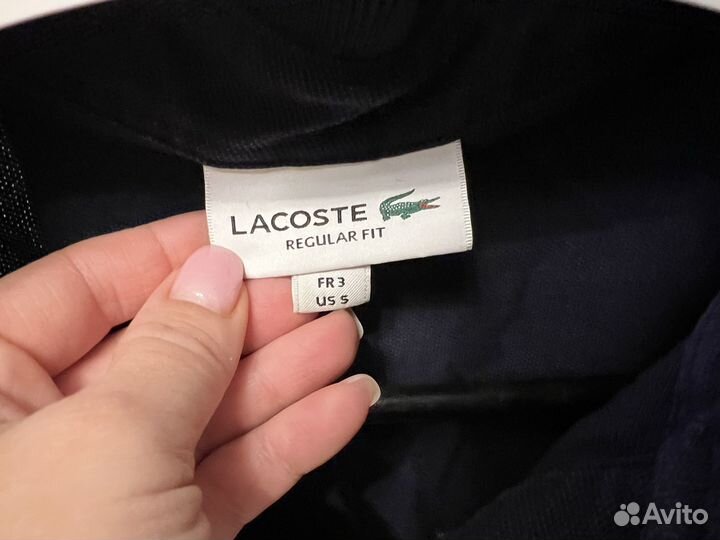 LACOSTE
REGULAR FIT
FR 3
US S
Avito